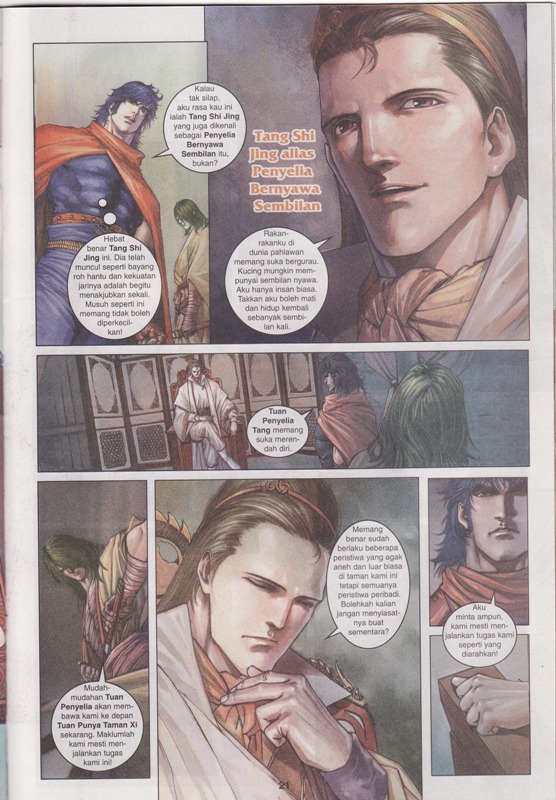 Kalau
tak silap,
aku rasa kau ini
ialah Tang Shi Jing
yang juga dikenali
sebagai Penyelia
Bernyawa
Sembilan itu,
bukan?
Tang Shi
Jing alias
Penyelia
Bernyawa
Sembilan
Hebat
benar Tang Shi
Jing ini. Dia telah
muncul seperti bayang
roh hantu dan kekuatan
jarinya adalah begitu
menakjubkan sekali.
Musuh seperti ini
memang tidak boleh
diperkecil-
kan!
Rakan-
rakanku di
dunia pahlawan
memang suka bergurau.
Kucing mungkin mem-
punyai sembilan nyawa.
Aku hanya insan biasa.
Takkan aku boleh mati
dan hidup kembali
sebanyak sembi-
lan kali.
Tuan
Penyelia
Tang memang
suka meren-
dah diri.
Memang
benar sudah
berlaku beberapa
peristiwa yang agak
aneh dan luar biasa
di taman kami ini
tetapi semuanya
peristiwa peribadi.
Bolehkah kalian
jangan menyiasat-
nya buat
sementara?
Aku
minta ampun,
kami mesti men-
jalankan tugas kami
seperti yang
diarahkan!
Mudah-
mudahan Tuan
Penyelia akan mem-
bawa kami ke depan
Tuan Punya Taman Xi
sekarang. Maklumlah
kami mesti men-
jalankan tugas
kami ini!
21